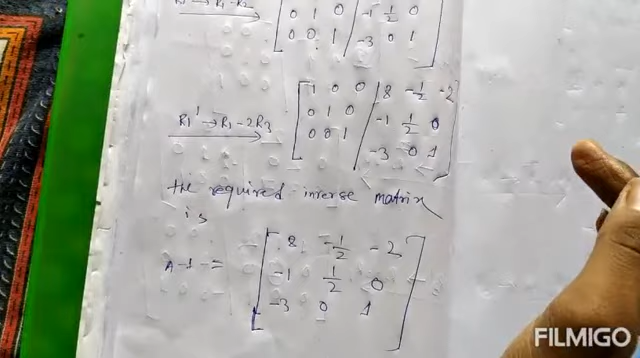 R1' → R1-R2
0 1 0 -1 1/2 0
0 0 1 -3 0 1
1 0 0 8 -1/2 -2
R1' → R1-2R3
0 1 0 -1 1/2 0
0 0 1 -3 0 1
the required inverse matrix
is
8 -1/2 -2
A-1 = -1 1/2 0
-3 0 1
FILMIGO